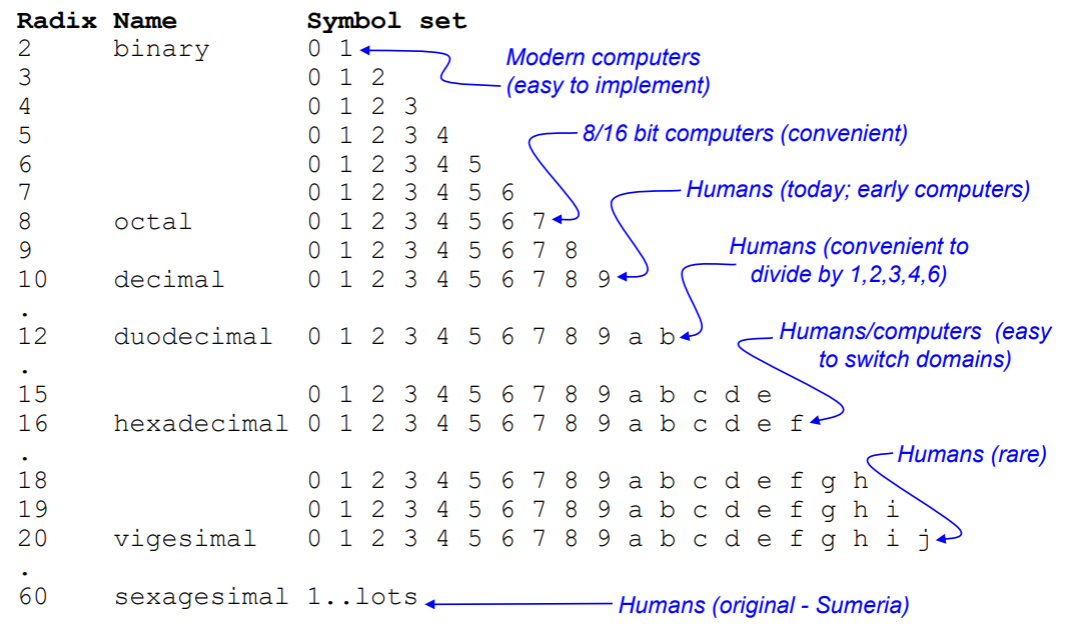 Radix Name Symbol set
2 binary 0 1
Modern computers
(easy to implement)
3 0 1 2
4 0 1 2 3
5 0 1 2 3 4
8/16 bit computers (convenient)
6 0 1 2 3 4 5
7 0 1 2 3 4 5 6
Humans (today; early computers)
8 octal 0 1 2 3 4 5 6 7
9 0 1 2 3 4 5 6 7 8
Humans (convenient to
divide by 1,2,3,4,6)
10 decimal 0 1 2 3 4 5 6 7 8 9
.
12 duodecimal 0 1 2 3 4 5 6 7 8 9 a b
Humans/computers (easy
to switch domains)
.
15 0 1 2 3 4 5 6 7 8 9 a b c d e
16 hexadecimal 0 1 2 3 4 5 6 7 8 9 a b c d e f
.
Humans (rare)
18 0 1 2 3 4 5 6 7 8 9 a b c d e f g h
19 0 1 2 3 4 5 6 7 8 9 a b c d e f g h i
20 vigesimal 0 1 2 3 4 5 6 7 8 9 a b c d e f g h i j
.
60 sexagesimal 1..lots
Humans (original - Sumeria)